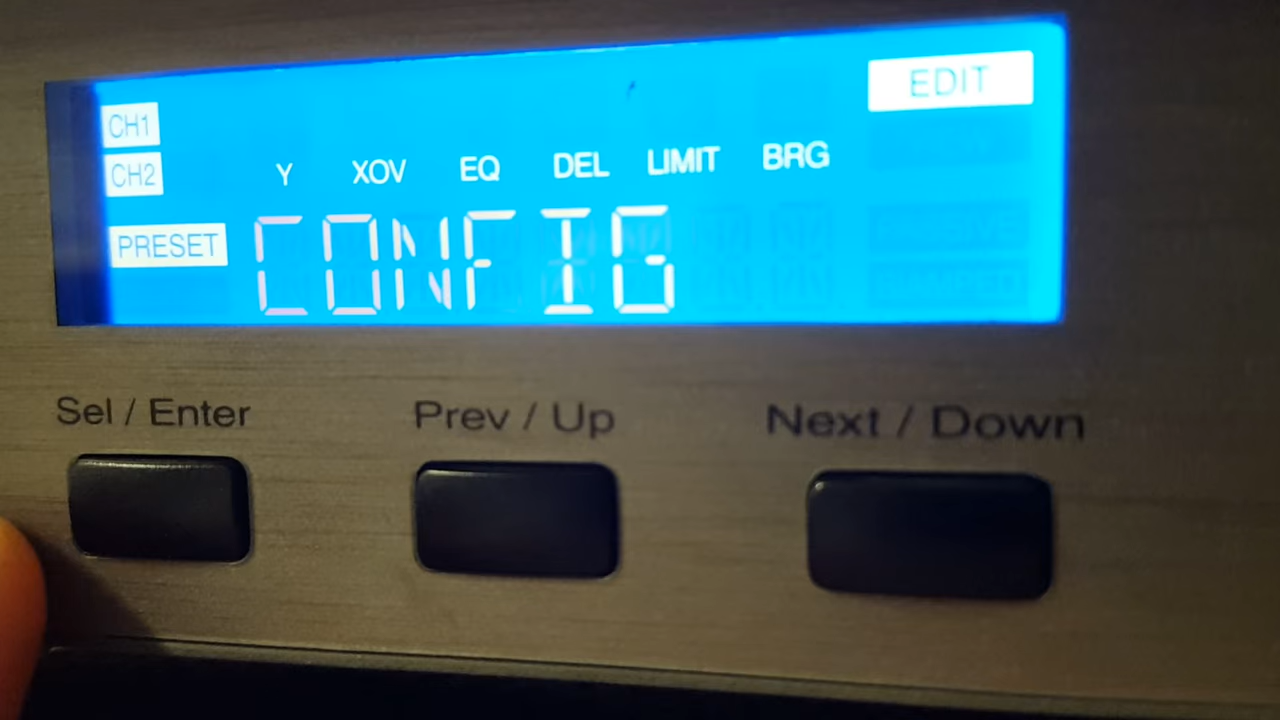 EDIT
CH1
CH2
Y XOV EQ DEL LIMIT BRG
PRESET
CONFIG
Sel / Enter Prev / Up Next / Down